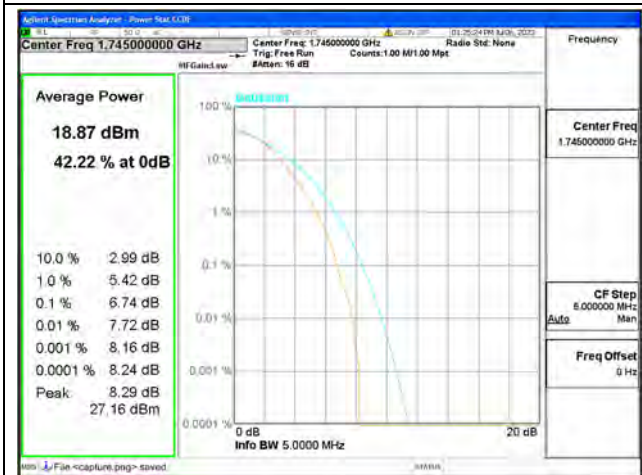 Agilent Spectrum Analyzer - Power Stat CCDF
Center Freq 1.745000000 GHz
Center Freq: 1.745000000 GHz
Trig: Free Run
Counts:1.00 M/1.00 Mpt
#IFGain:Low
#Atten: 16 dB
Radio Std: None
Frequency
Average Power
18.87 dBm
42.22 % at 0dB
10.0 % 2.99 dB
1.0 % 5.42 dB
0.1 % 6.74 dB
0.01 % 7.72 dB
0.001 % 8.16 dB
0.0001 % 8.24 dB
Peak 8.29 dB
27.16 dBm
Gaussian
100 %
10 %
1 %
0.1 %
0.01 %
0.001 %
0.0001 %
0 dB
20 dB
Info BW 5.0000 MHz
Center Freq
1.745000000 GHz
CF Step
5.000000 MHz
Auto Man
Freq Offset
0 Hz
MSG File <capture.png> saved
STATUS